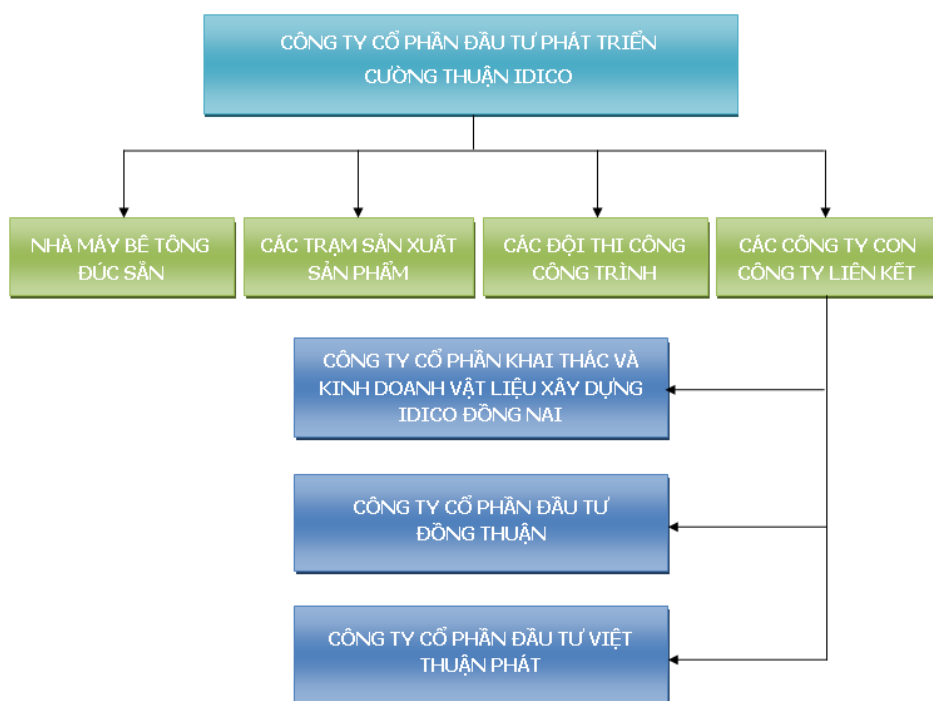 CÔNG TY CỔ PHẦN ĐẦU TƯ PHÁT TRIỂN
CƯỜNG THUẬN IDICO
NHÀ MÁY BÊ TÔNG
ĐÚC SẴN
CÁC TRẠM SẢN XUẤT
SẢN PHẨM
CÁC ĐỘI THI CÔNG
CÔNG TRÌNH
CÁC CÔNG TY CON
CÔNG TY LIÊN KẾT
CÔNG TY CỔ PHẦN KHAI THÁC VÀ
KINH DOANH VẬT LIỆU XÂY DỰNG
IDICO ĐỒNG NAI
CÔNG TY CỔ PHẦN ĐẦU TƯ
ĐỒNG THUẬN
CÔNG TY CỔ PHẦN ĐẦU TƯ VIỆT
THUẬN PHÁT